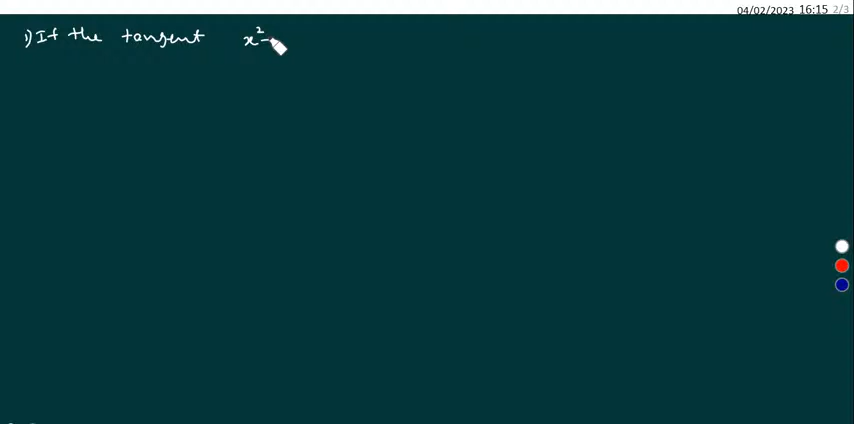 04/02/2023 16:15 2/3
1) If the tangent x² -